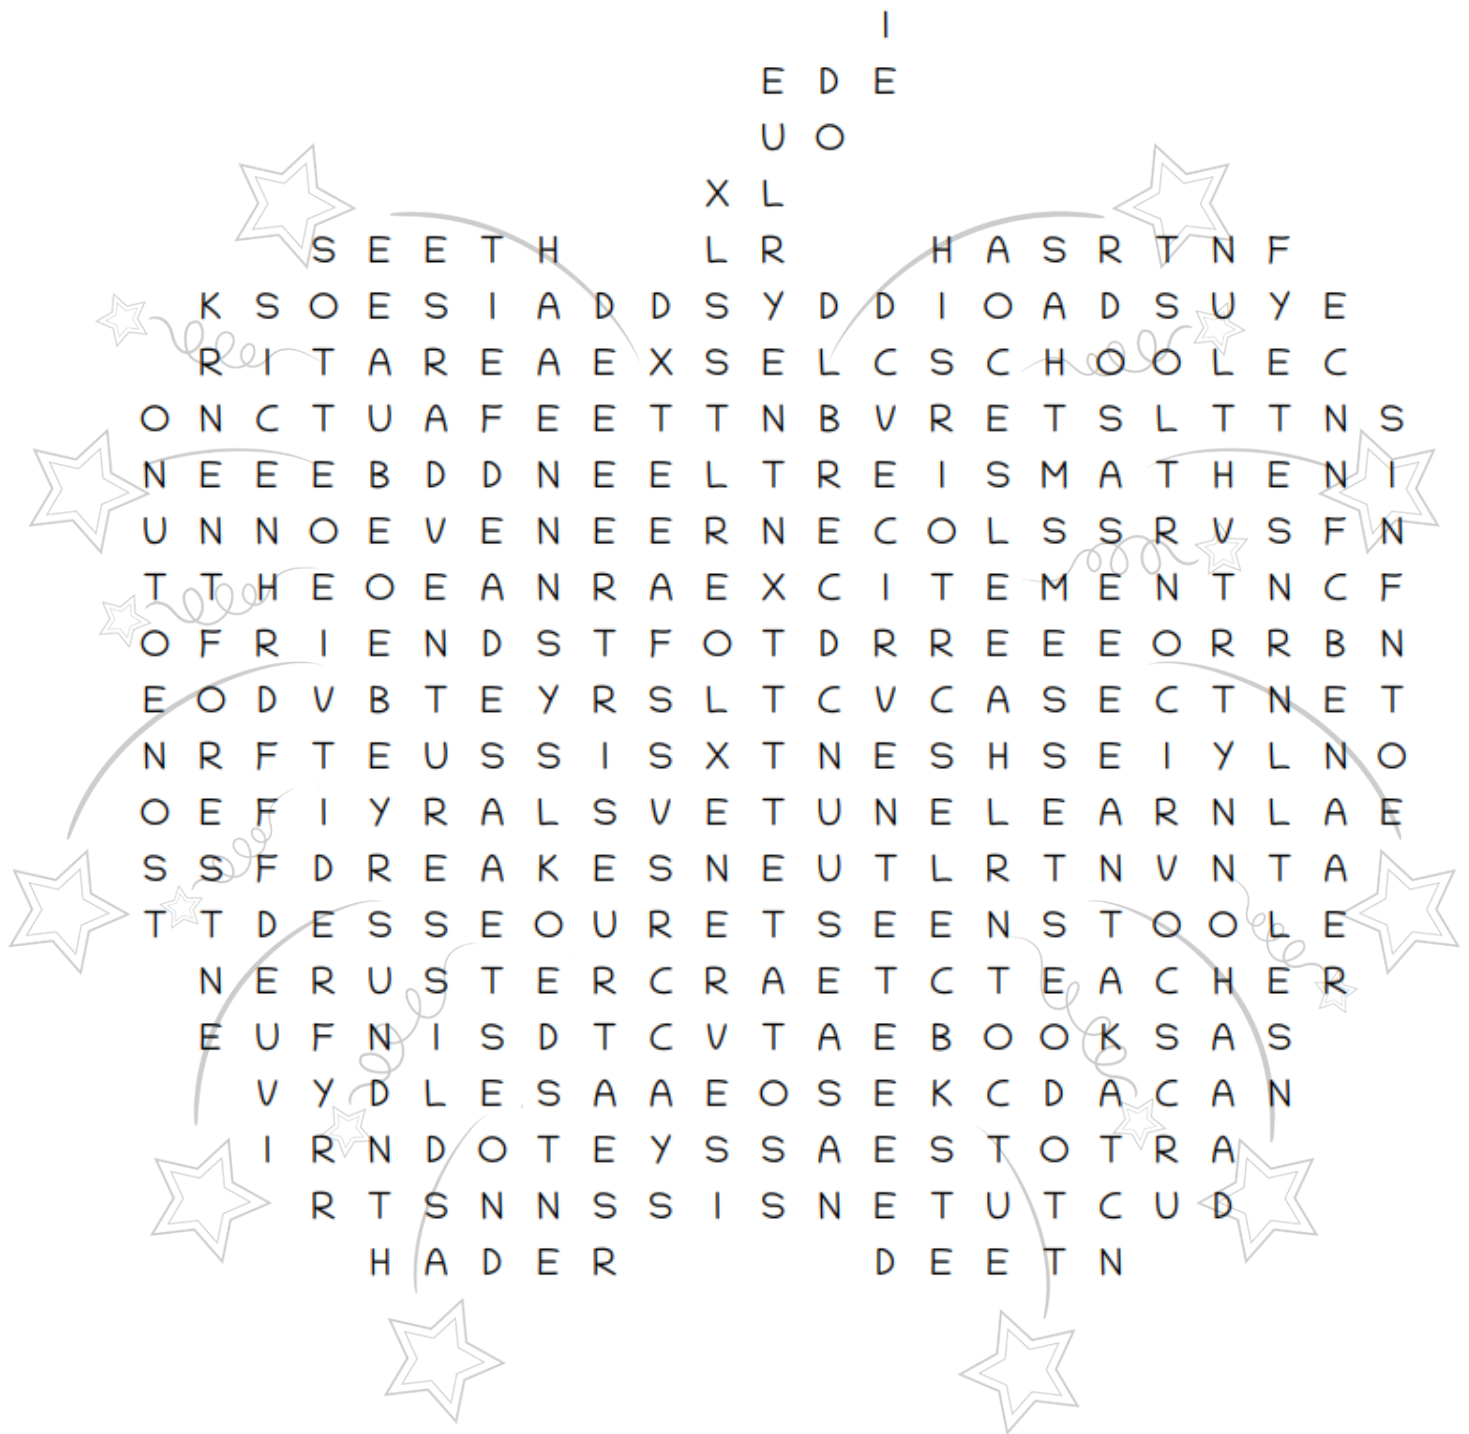 I
E D E
U O
X L
S E E T H L R H A S R T N F
K S O E S I A D D S Y D D I O A D S U Y E
R I T A R E A E X S E L C S C H O O L E C
O N C T U A F E E T T N B V R E T S L T T N S
N E E E B D D N E E L T R E I S M A T H E N I
U N N O E V E N E E R N E C O L S S R V S F N
T T H E O E A N R A E X C I T E M E N T N C F
O F R I E N D S T F O T D R R E E E O R R B N
E O D V B T E Y R S L T C V C A S E C T N E T
N R F T E U S S I S X T N E S H S E I Y L N O
O E F I Y R A L S V E T U N E L E A R N L A E
S S F D R E A K E S N E U T L R T N V N T A
T T D E S S E O U R E T S E E N S T O O L E
N E R U S T E R C R A E T C T E A C H E R
E U F N I S D T C V T A E B O O K S A S
V Y D L E S A A E O S E K C D A C A N
I R N D O T E Y S S A E S T O T R A
R T S N N S S I S N E T U T C U D
H A D E R D E E T N